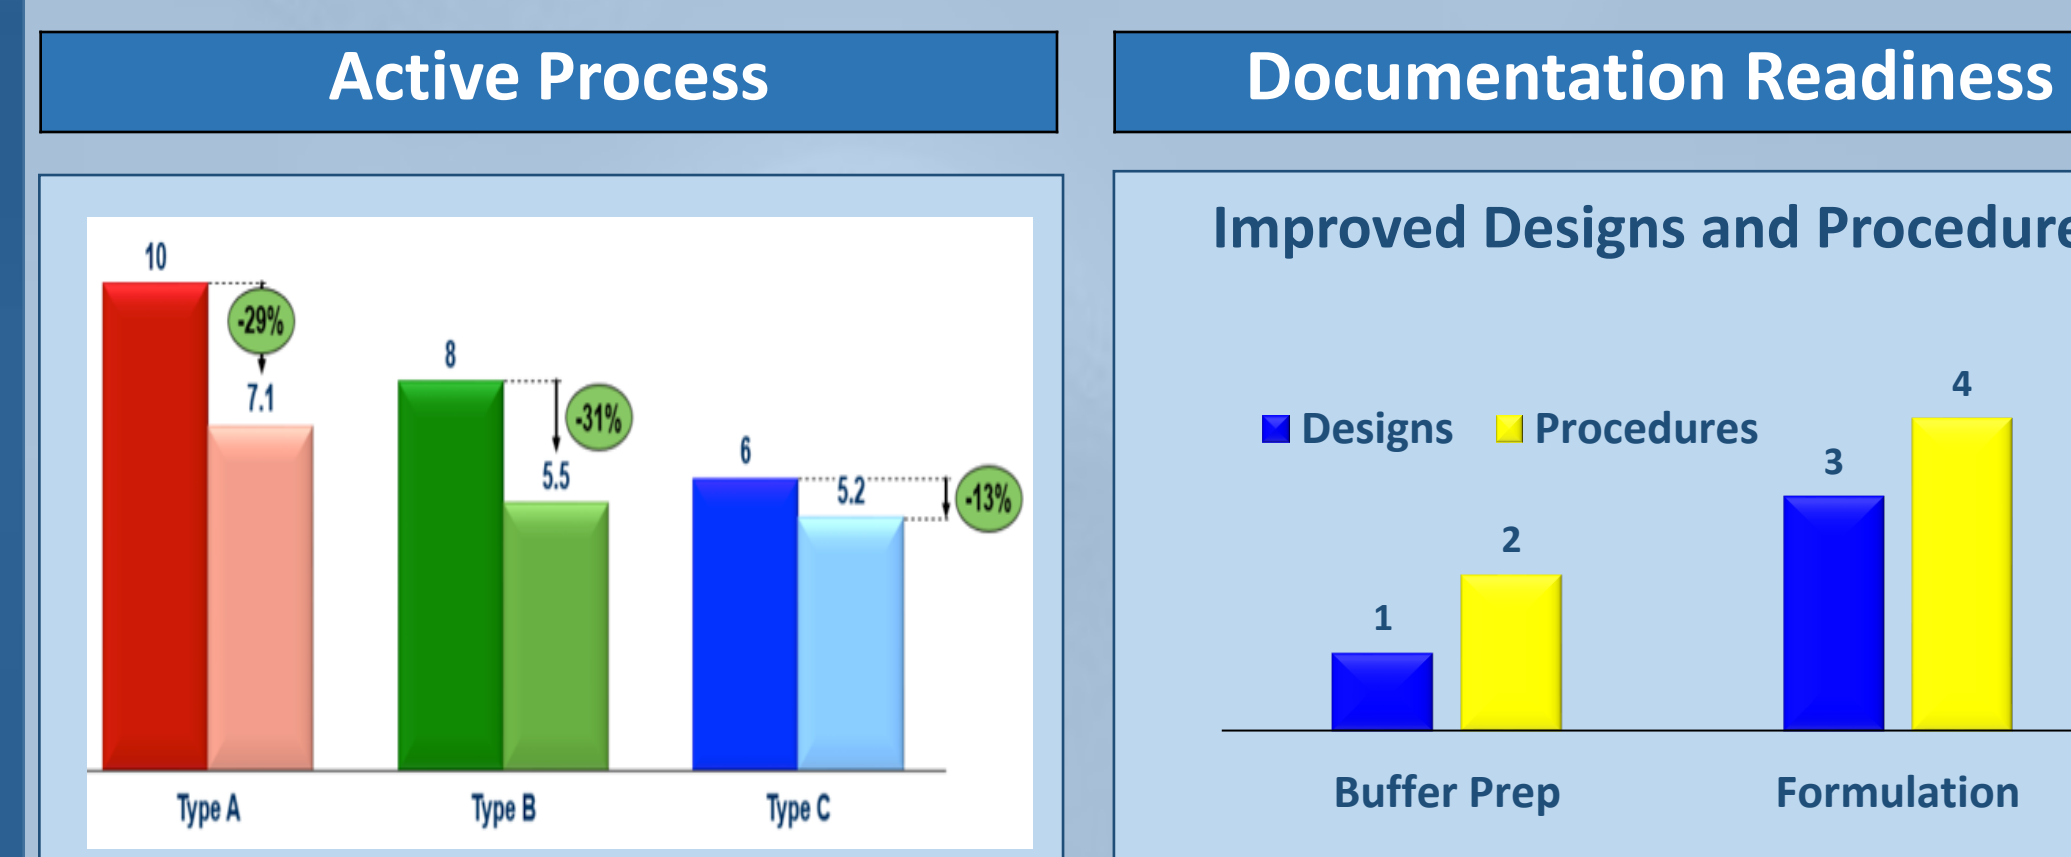 Active Process
10
-29%
7.1
8
-31%
5.5
6
5.2
-13%
Type A
Type B
Type C
Documentation Readiness
Improved Designs and Procedure
Designs
Procedures
1
2
3
4
Buffer Prep
Formulation